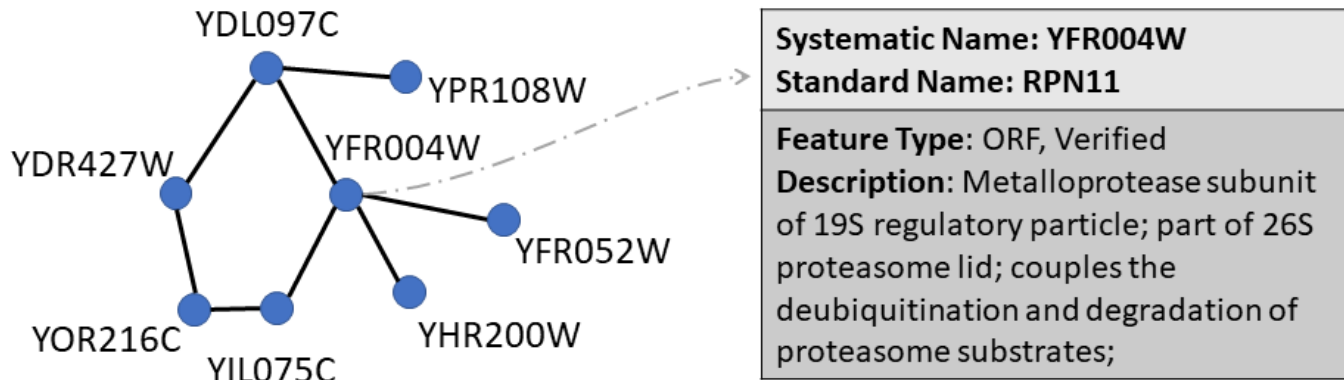 YDL097C
YPR108W
YFR004W
YDR427W
YFR052W
YHR200W
YOR216C
YIL075C
Systematic Name: YFR004W
Standard Name: RPN11
Feature Type: ORF, Verified
Description: Metalloprotease subunit
of 19S regulatory particle; part of 26S
proteasome lid; couples the
deubiquitination and degradation of
proteasome substrates;